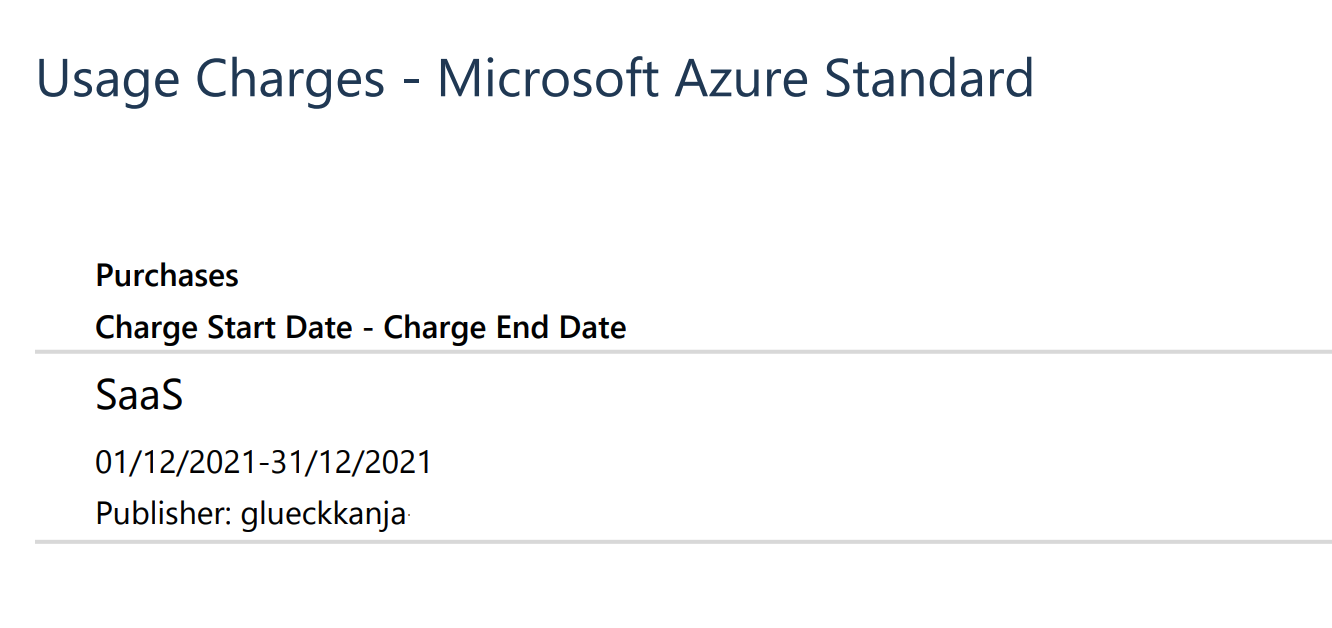 Usage Charges - Microsoft Azure Standard
Purchases
Charge Start Date - Charge End Date
SaaS
01/12/2021-31/12/2021
Publisher: glueckkanja